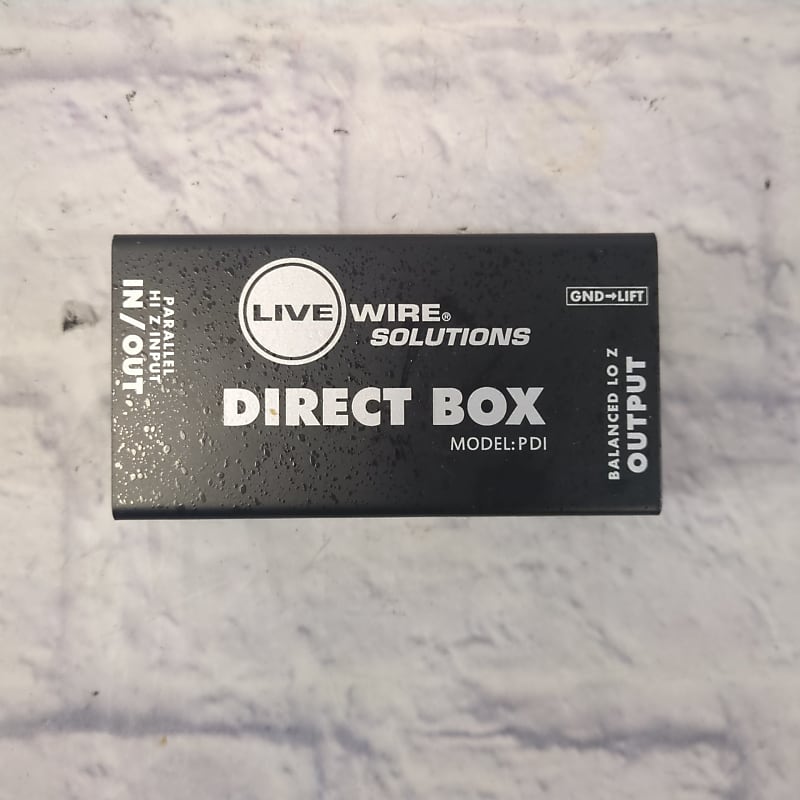 LIVE WIRE®
SOLUTIONS
DIRECT BOX
MODEL:PDI
PARALLEL
HI Z INPUT
IN/OUT
GND→LIFT
BALANCED LO Z
OUTPUT